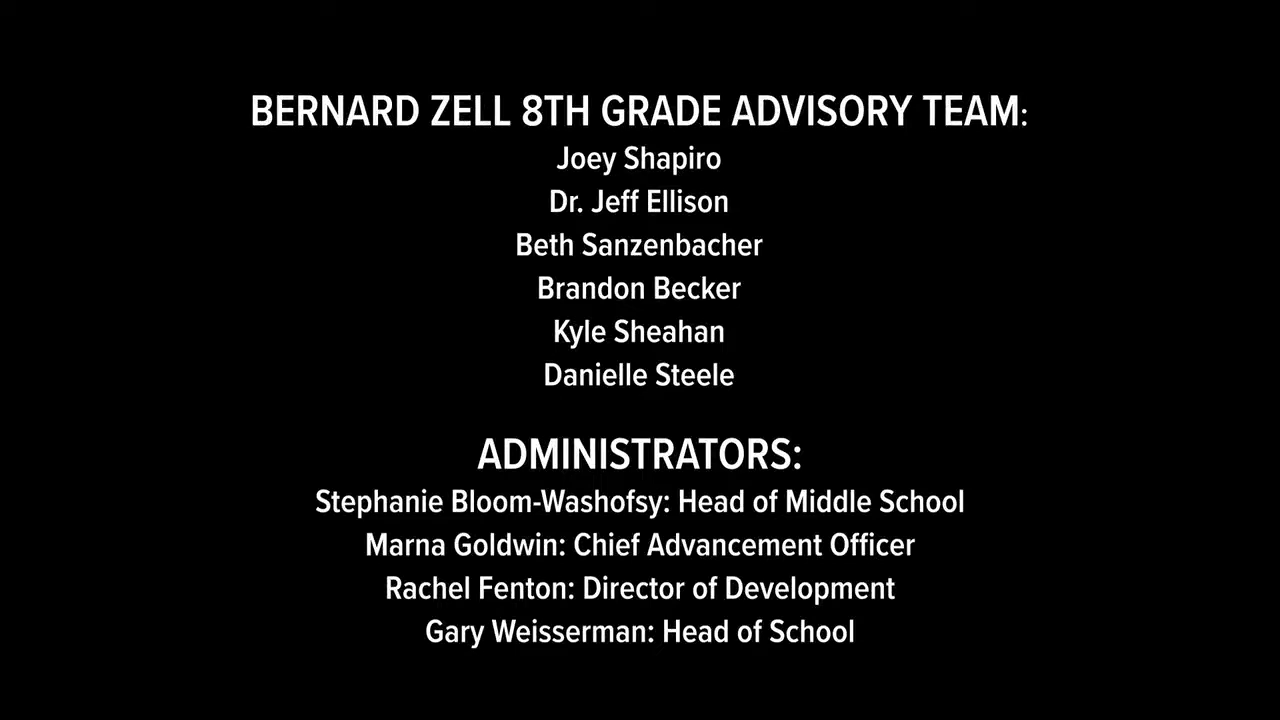 BERNARD ZELL 8TH GRADE ADVISORY TEAM:
Joey Shapiro
Dr. Jeff Ellison
Beth Sanzenbacher
Brandon Becker
Kyle Sheahan
Danielle Steele
ADMINISTRATORS:
Stephanie Bloom-Washofsy: Head of Middle School
Marna Goldwin: Chief Advancement Officer
Rachel Fenton: Director of Development
Gary Weisserman: Head of School